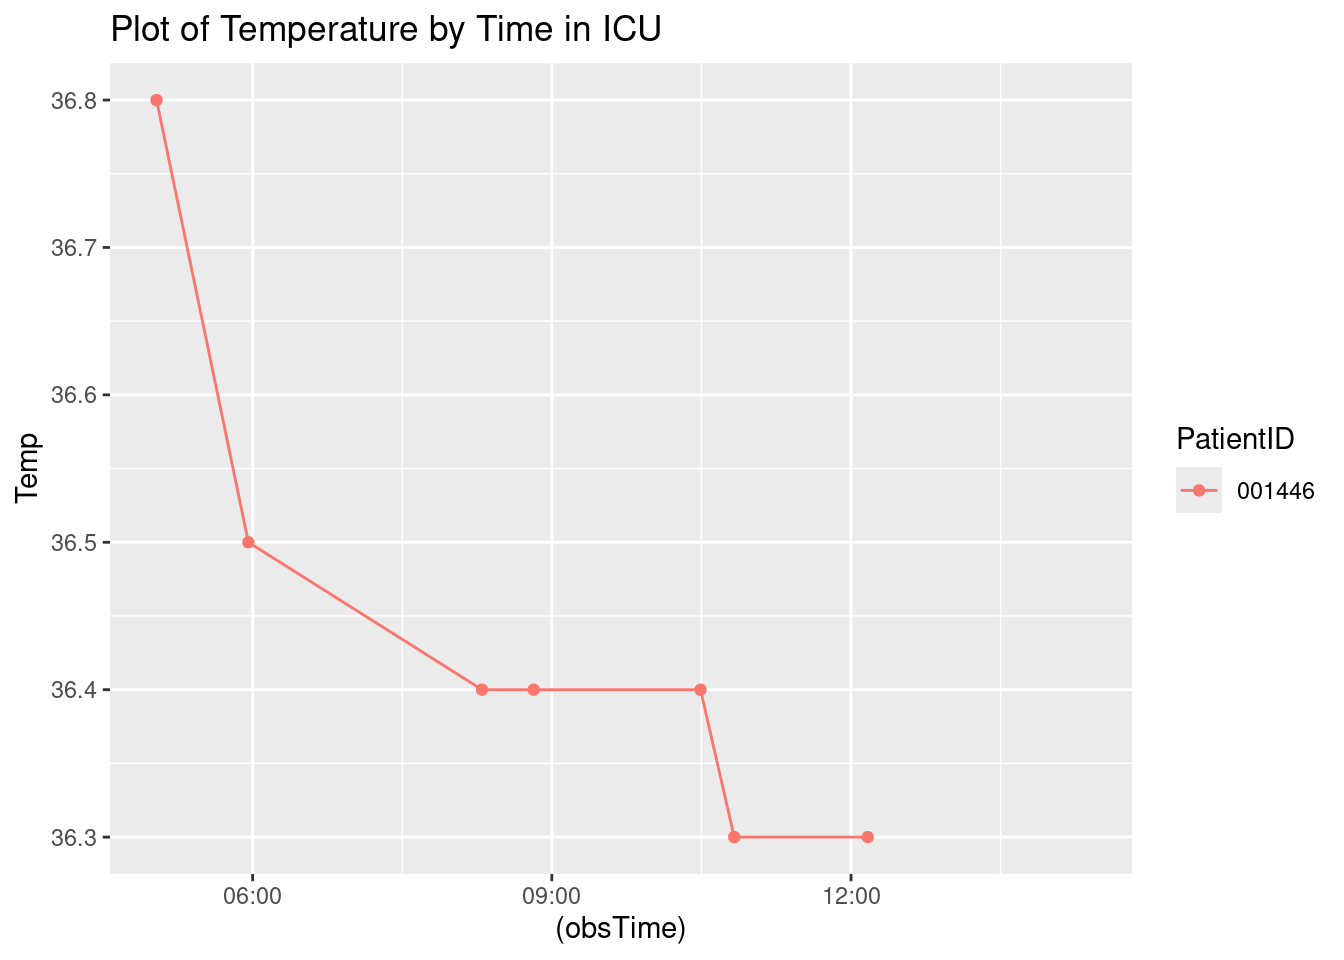 Plot of Temperature by Time in ICU
36.8
36.7
36.6
36.5
36.4
36.3
Temp
06:00 09:00 12:00
(obsTime)
PatientID
001446